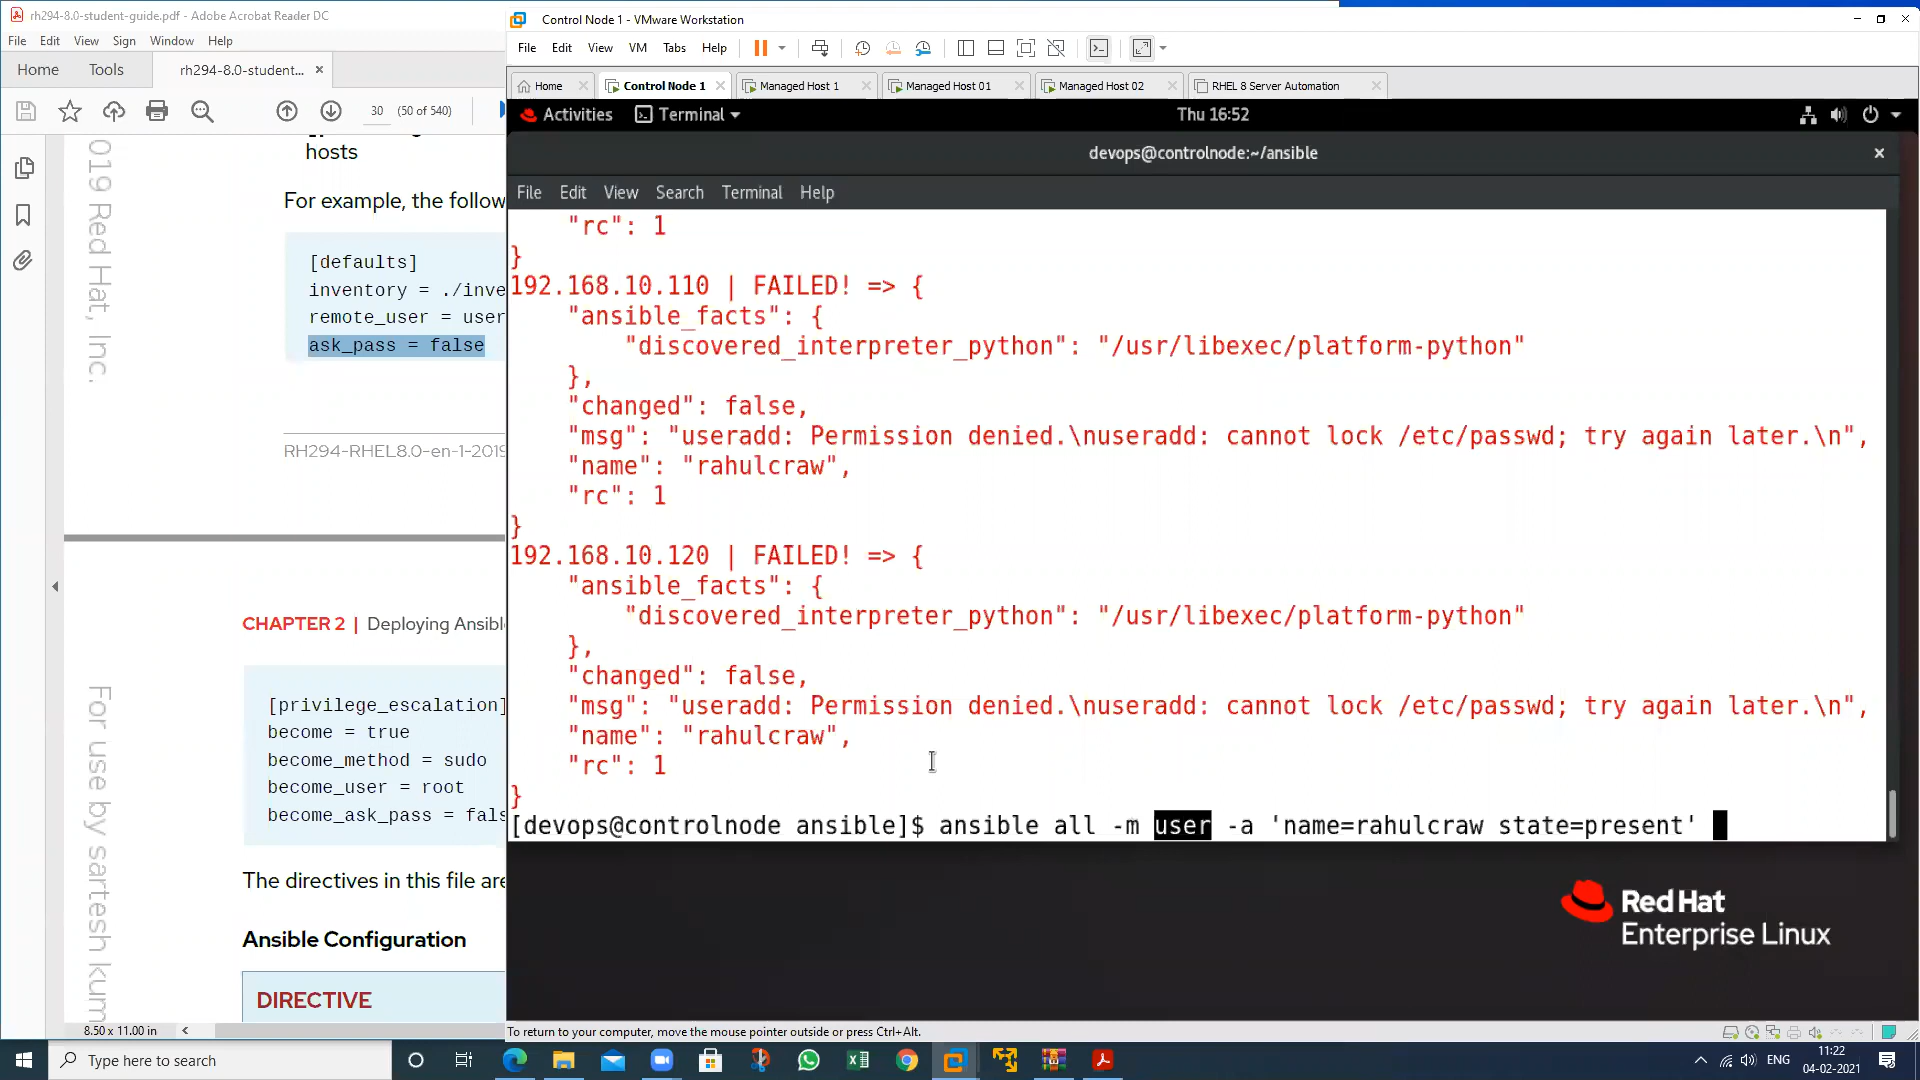 rh294-8.0-student-guide.pdf - Adobe Acrobat Reader DC
File Edit View Sign Window Help
Home Tools rh294-8.0-student... ×
30 (50 of 540)
hosts
For example, the follow
[defaults]
inventory = ./inve
remote_user = user
ask_pass = false
RH294-RHEL8.0-en-1-2019
019 Red Hat, Inc.
CHAPTER 2 | Deploying Ansible
[privilege_escalation]
become = true
become_method = sudo
become_user = root
become_ask_pass = fals
The directives in this file are
Ansible Configuration
DIRECTIVE
For use by sartesh kum
8.50 x 11.00 in
Control Node 1 - VMware Workstation
File Edit View VM Tabs Help
Home Control Node 1 Managed Host 1 Managed Host 01 Managed Host 02 RHEL 8 Server Automation
Activities Terminal Thu 16:52
devops@controlnode:~/ansible
File Edit View Search Terminal Help
"rc": 1
}
192.168.10.110 | FAILED! => {
"ansible_facts": {
"discovered_interpreter_python": "/usr/libexec/platform-python"
},
"changed": false,
"msg": "useradd: Permission denied.\nuseradd: cannot lock /etc/passwd; try again later.\n",
"name": "rahulcraw",
"rc": 1
}
192.168.10.120 | FAILED! => {
"ansible_facts": {
"discovered_interpreter_python": "/usr/libexec/platform-python"
},
"changed": false,
"msg": "useradd: Permission denied.\nuseradd: cannot lock /etc/passwd; try again later.\n",
"name": "rahulcraw",
"rc": 1
}
[devops@controlnode ansible]$ ansible all -m user -a 'name=rahulcraw state=present'
Red Hat
Enterprise Linux
To return to your computer, move the mouse pointer outside or press Ctrl+Alt.
Type here to search
ENG
11:22
04-02-2021